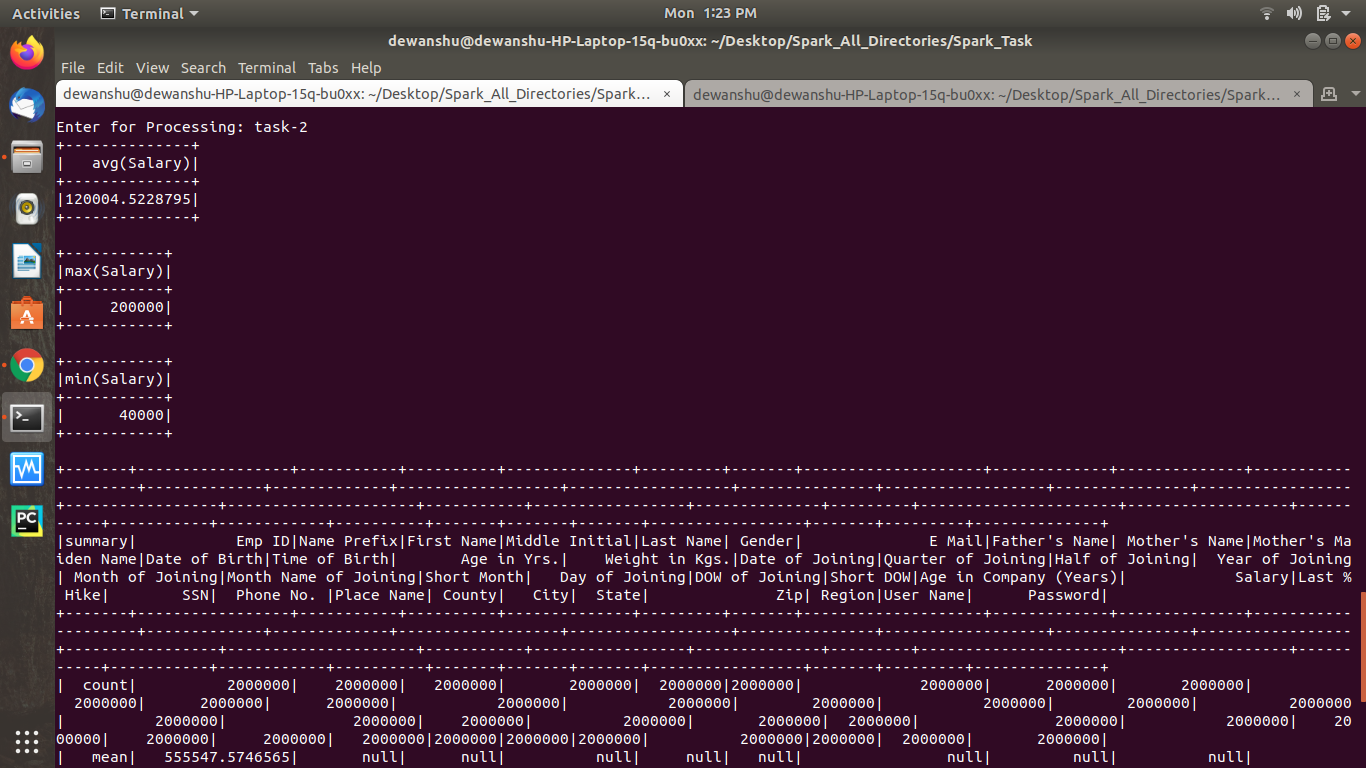 Activities Terminal Mon 1:23 PM
dewanshu@dewanshu-HP-Laptop-15q-bu0xx: ~/Desktop/Spark_All_Directories/Spark_Task
File Edit View Search Terminal Tabs Help
dewanshu@dewanshu-HP-Laptop-15q-bu0xx: ~/Desktop/Spark_All_Directories/Spark... × dewanshu@dewanshu-HP-Laptop-15q-bu0xx: ~/Desktop/Spark_All_Directories/Spark... ×
Enter for Processing: task-2
+--------------+
|   avg(Salary)|
+--------------+
|120004.5228795|
+--------------+
+-----------+
|max(Salary)|
+-----------+
|     200000|
+-----------+
+-----------+
|min(Salary)|
+-----------+
|      40000|
+-----------+
+-------+-----------------+-----------+----------+--------------+---------+-------+--------------------+-------------+--------------+-----------
---------+-------------+-------------+------------------+------------------+---------------+------------------+---------------+-----------------
+-----------------+---------------------+-----------+-----------------+--------------+---------+----------------------+------------------+------
-----+-----------+------------+----------+-------+-------+-------+-----------------+-------+---------+--------------+
|summary|           Emp ID|Name Prefix|First Name|Middle Initial|Last Name| Gender|              E Mail|Father's Name| Mother's Name|Mother's Ma
iden Name|Date of Birth|Time of Birth|       Age in Yrs.|    Weight in Kgs.|Date of Joining|Quarter of Joining|Half of Joining|  Year of Joining
| Month of Joining|Month Name of Joining|Short Month|   Day of Joining|DOW of Joining|Short DOW|Age in Company (Years)|            Salary|Last %
 Hike|        SSN|  Phone No. |Place Name| County|   City|  State|              Zip| Region|User Name|      Password|
+-------+-----------------+-----------+----------+--------------+---------+-------+--------------------+-------------+--------------+-----------
---------+-------------+-------------+------------------+------------------+---------------+------------------+---------------+-----------------
+-----------------+---------------------+-----------+-----------------+--------------+---------+----------------------+------------------+------
-----+-----------+------------+----------+-------+-------+-------+-----------------+-------+---------+--------------+
|  count|          2000000|    2000000|   2000000|       2000000|  2000000|2000000|             2000000|      2000000|       2000000|
  2000000|      2000000|      2000000|           2000000|           2000000|        2000000|           2000000|        2000000|          2000000
|          2000000|              2000000|    2000000|          2000000|       2000000|  2000000|               2000000|           2000000|    20
00000|    2000000|     2000000|   2000000|2000000|2000000|2000000|          2000000|2000000|  2000000|       2000000|
|   mean|   555547.5746565|       null|      null|          null|     null|   null|                null|         null|          null|
PC